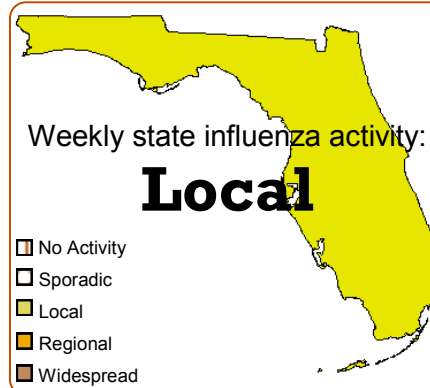 Weekly state influenza activity:
Local
No Activity
Sporadic
Local
Regional
Widespread